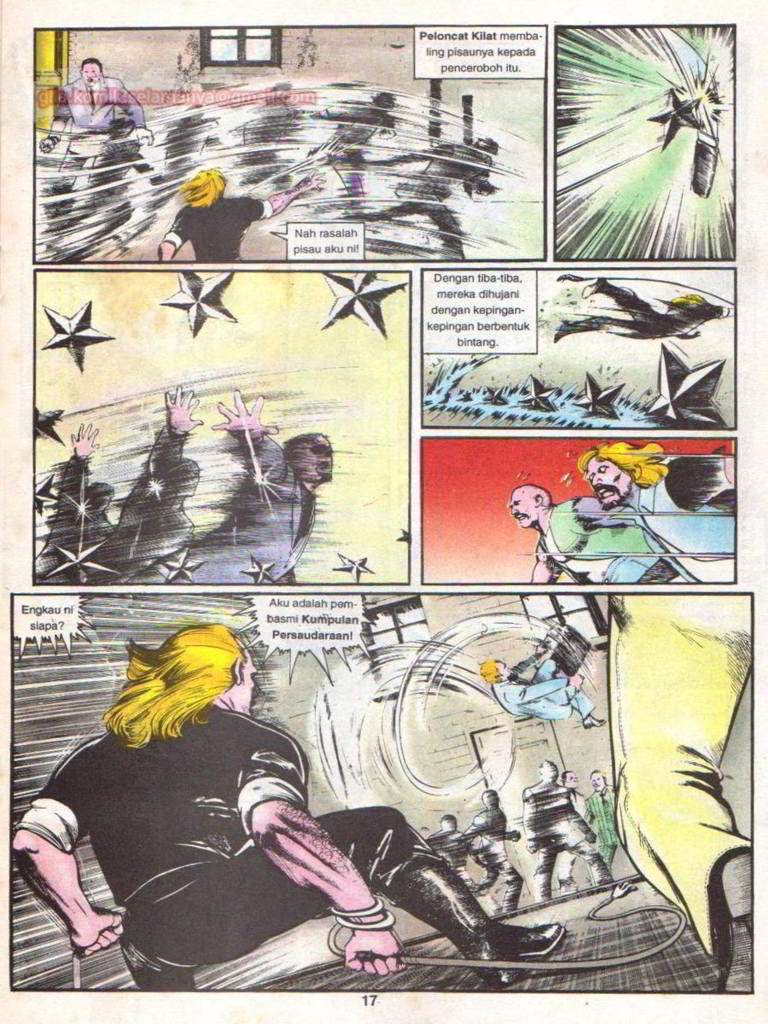 Peloncat Kilat memba-
ling pisaunya kepada
penceroboh itu.
Nah rasalah
pisau aku ni!
Dengan tiba-tiba,
mereka dihujani
dengan kepingan-
kepingan berbentuk
bintang.
Engkau ni
siapa?
Aku adalah pem-
basmi Kumpulan
Persaudaraan!
17